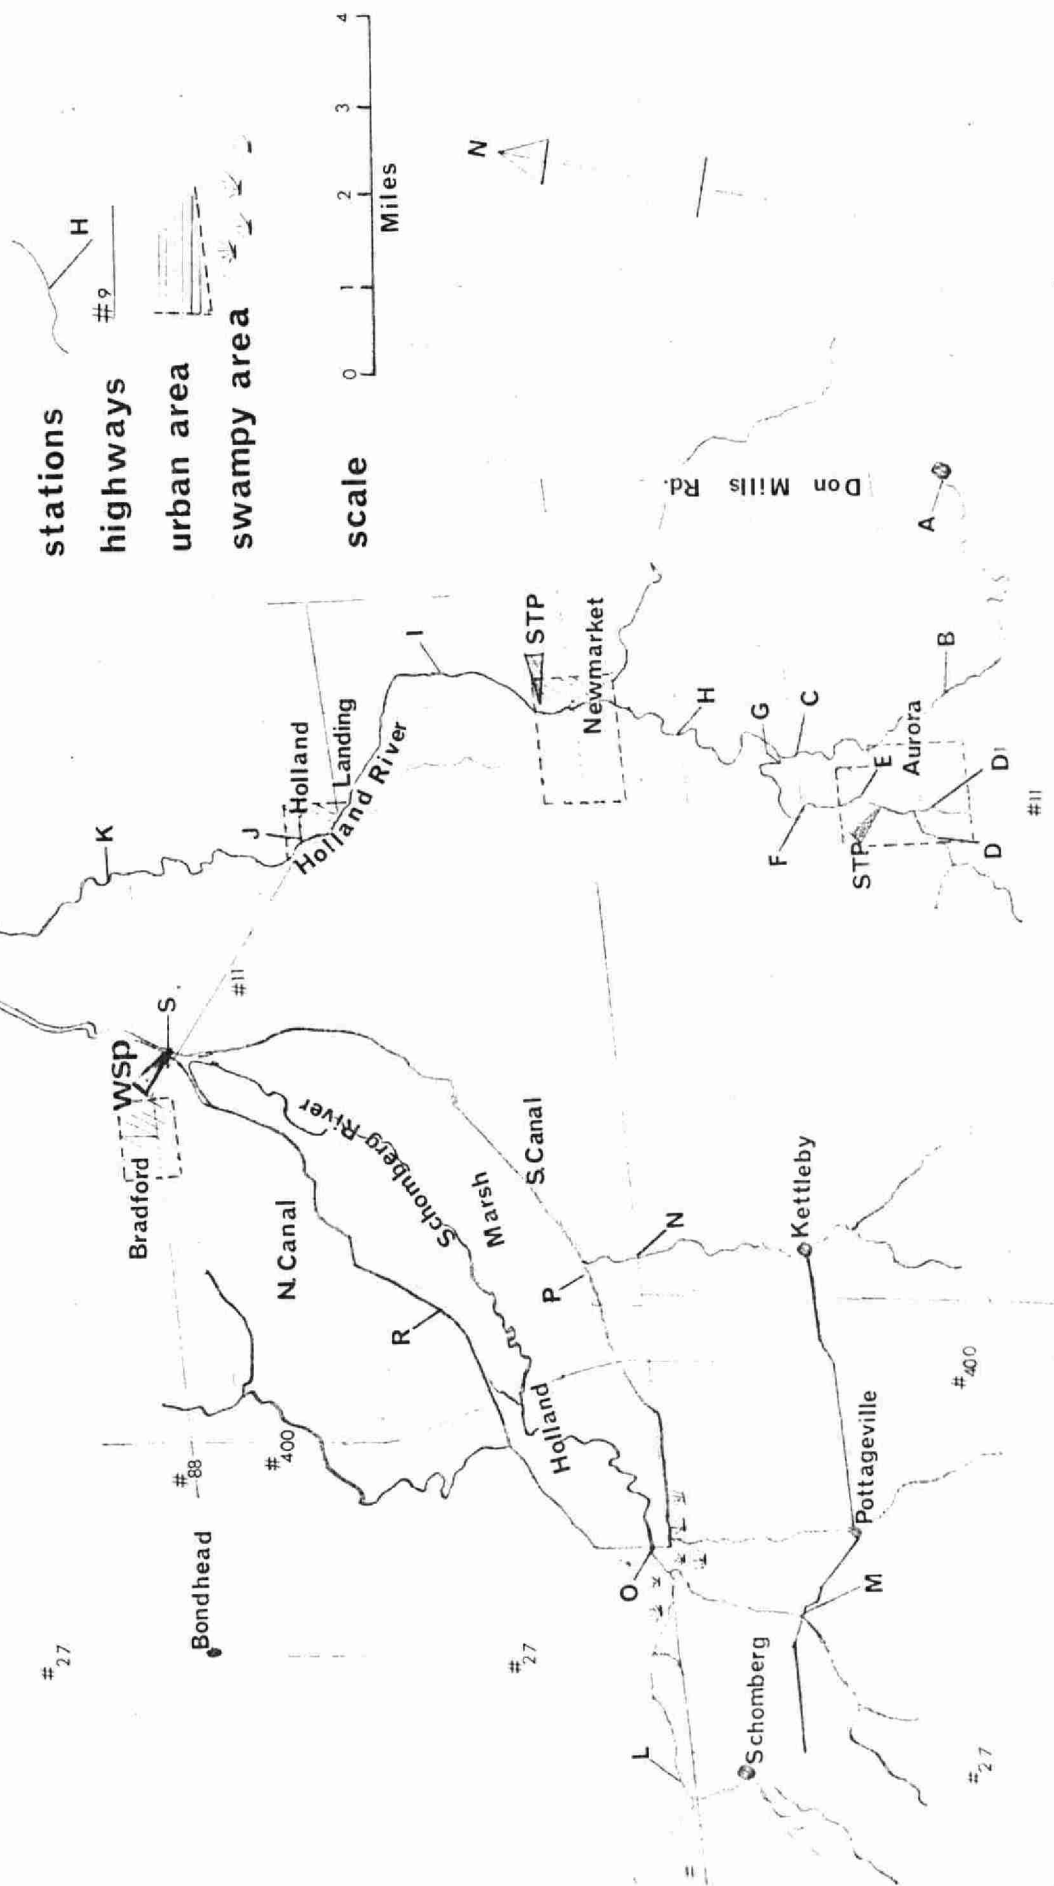 stations
H
highways
#9
urban area
swampy area
scale
0 1 2 3 4
Miles
N
K
J
Holland
Landing
Holland River
I
STP
Newmarket
Don Mills Rd.
A
B
H
G
C
E
Aurora
D'
F
STP
D
#11
#11
S
WSP
Bradford
N. Canal
Schomberg River
Marsh
S. Canal
R
P
N
Kettleby
Holland
#400
#88
#400
Bondhead
#27
#27
O
Pottageville
M
L
Schomberg
#27